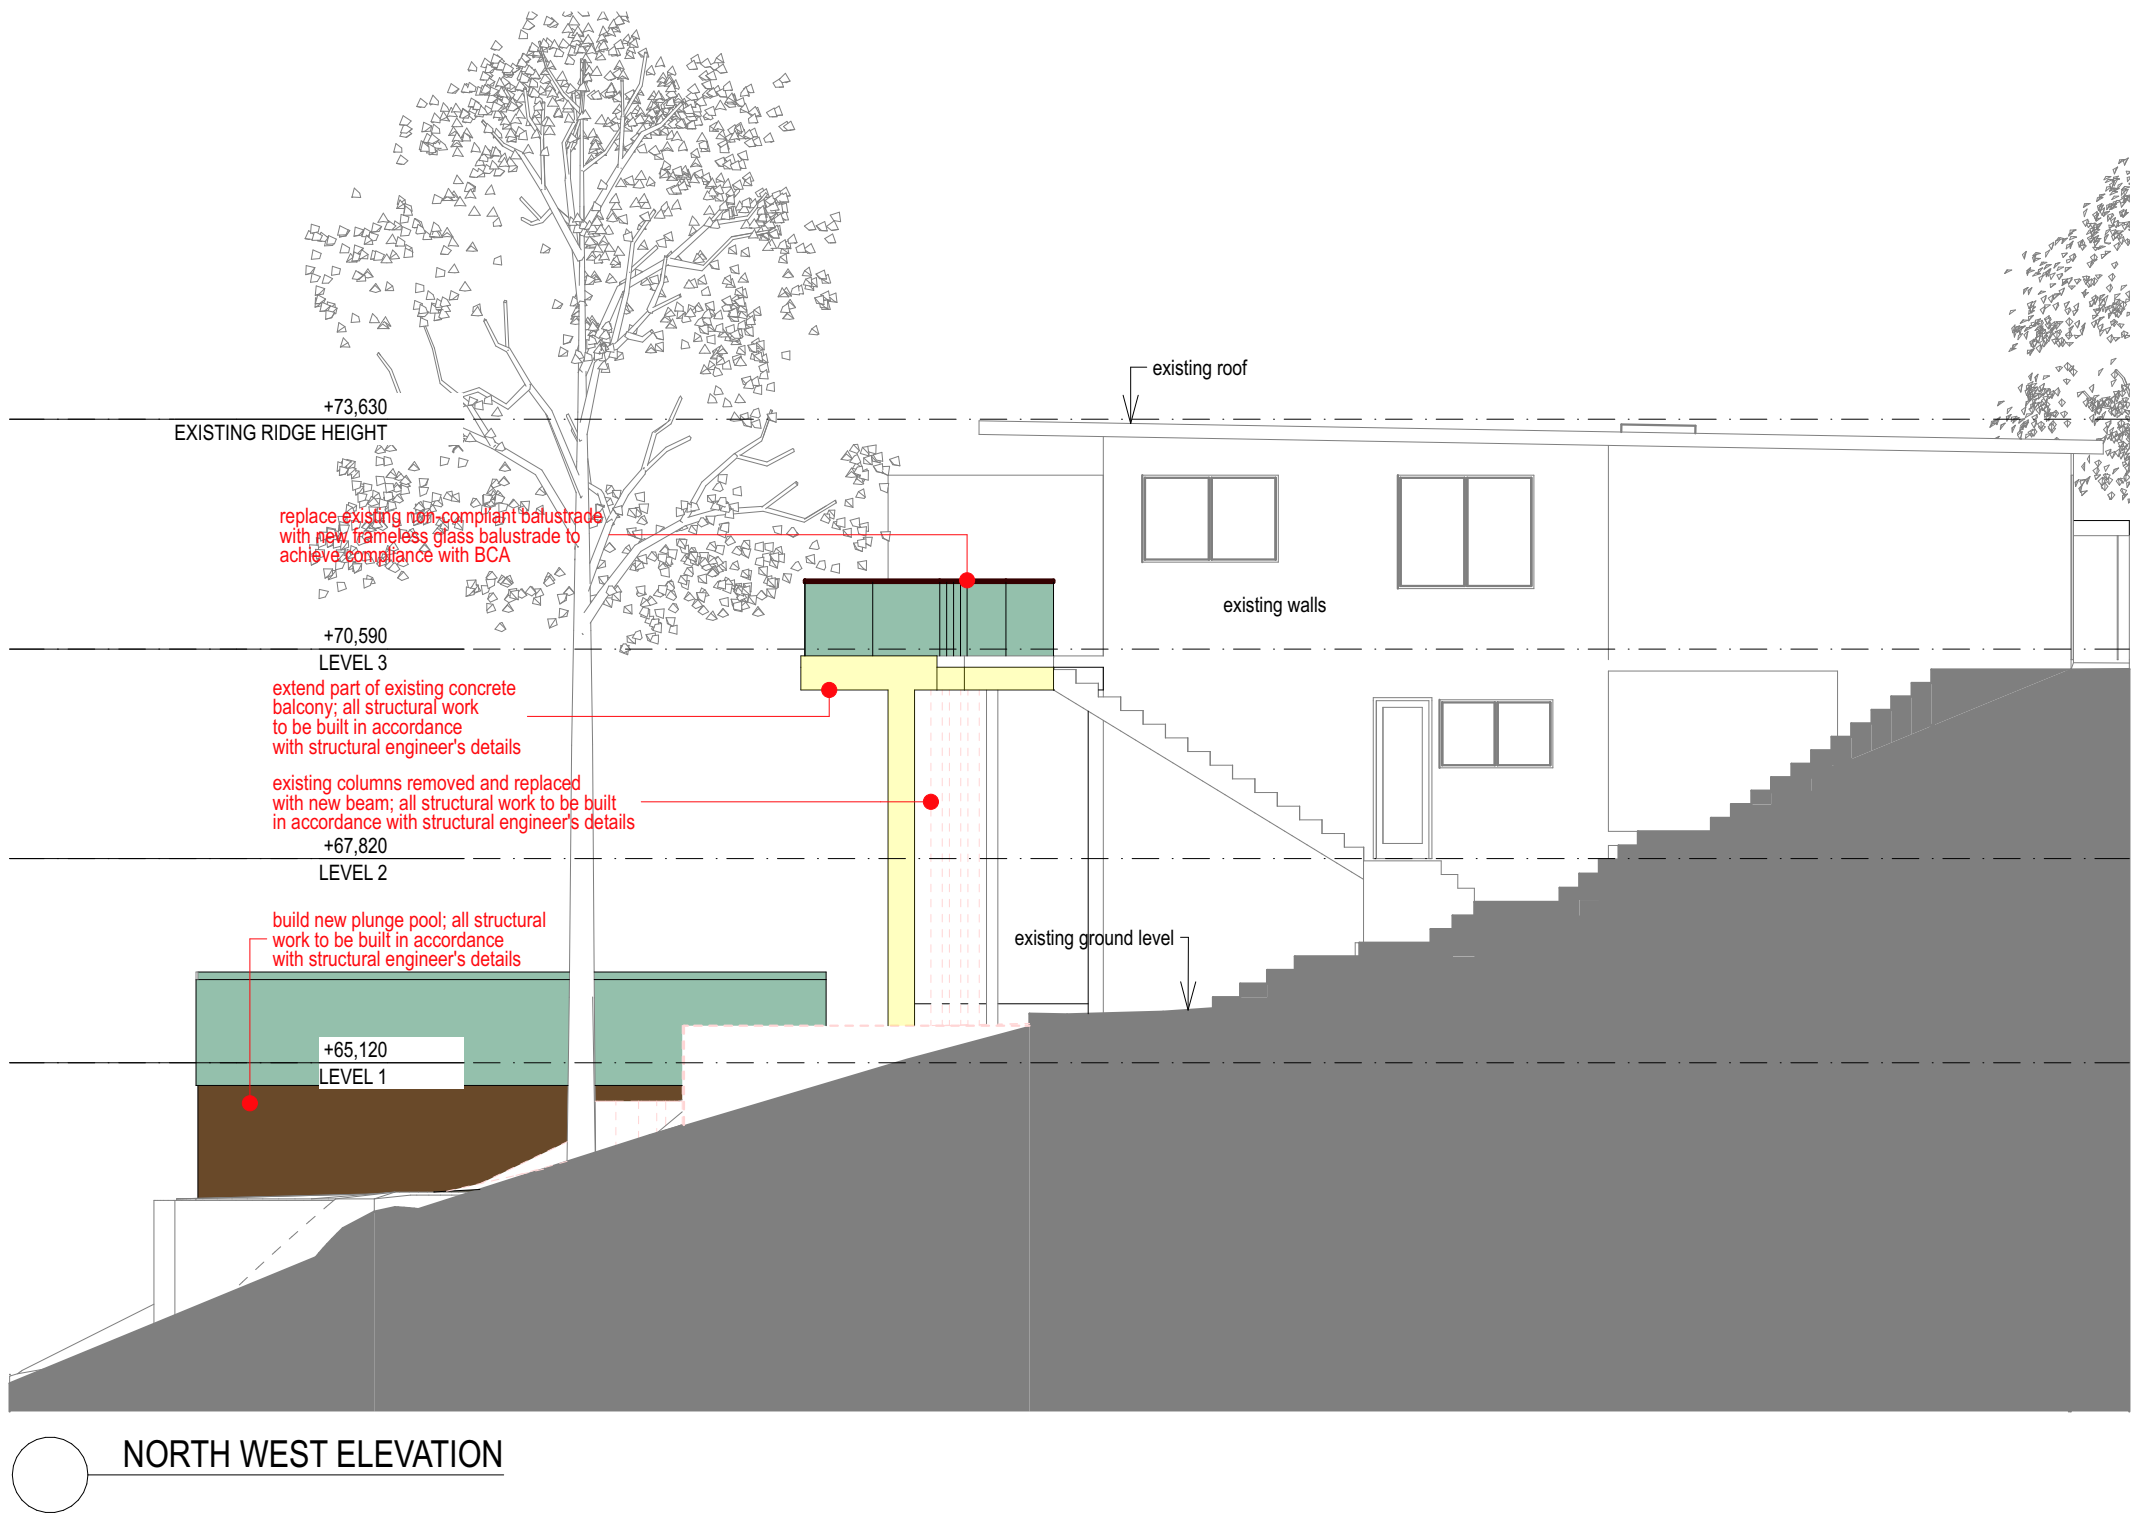 existing roof
+73,630
EXISTING RIDGE HEIGHT
replace existing non-compliant balustrade
with new frameless glass balustrade to
achieve compliance with BCA
existing walls
+70,590
LEVEL 3
extend part of existing concrete
balcony; all structural work
to be built in accordance
with structural engineer's details
existing columns removed and replaced
with new beam; all structural work to be built
in accordance with structural engineer's details
+67,820
LEVEL 2
build new plunge pool; all structural
work to be built in accordance
with structural engineer's details
existing ground level
+65,120
LEVEL 1
NORTH WEST ELEVATION